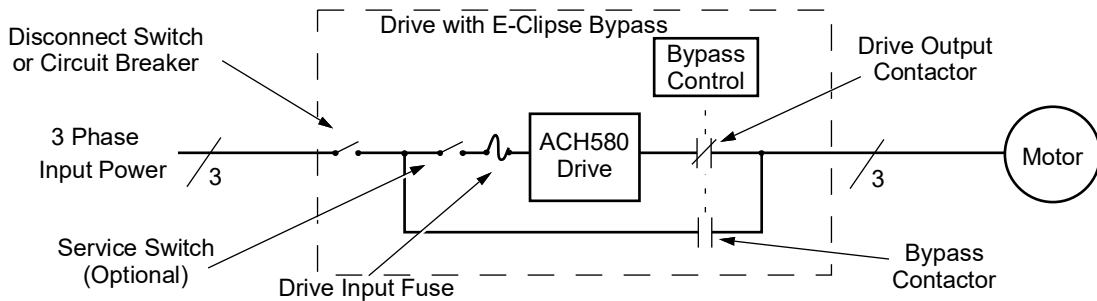 Drive with E-Clipse Bypass
Disconnect Switch
or Circuit Breaker
Bypass
Control
Drive Output
Contactor
3 Phase
Input Power
3
ACH580
Drive
3
Motor
Service Switch
(Optional)
Drive Input Fuse
Bypass
Contactor